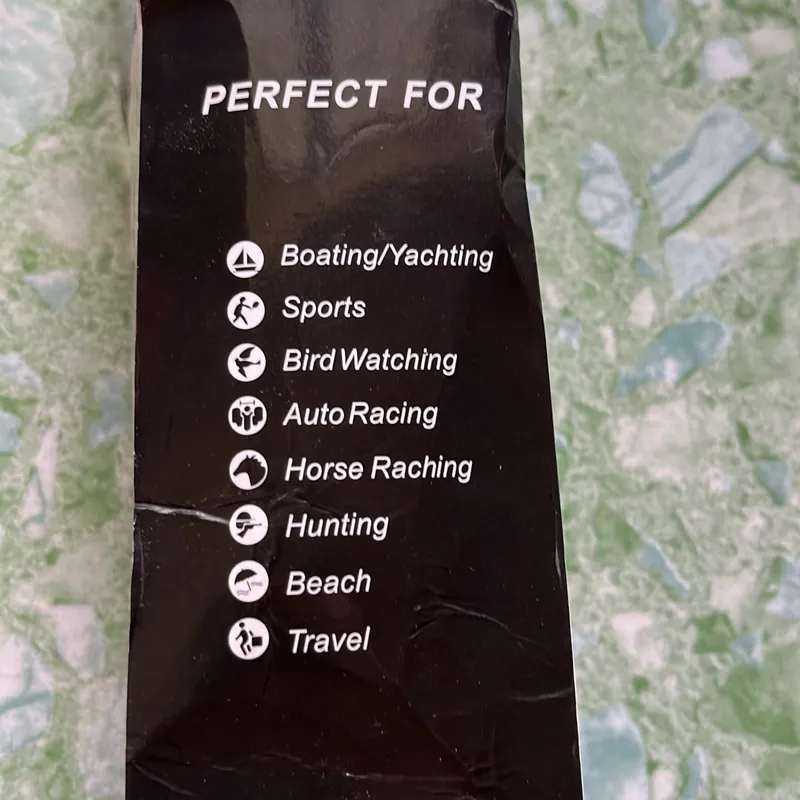 PERFECT FOR
Boating/Yachting
Sports
Bird Watching
Auto Racing
Horse Raching
Hunting
Beach
Travel